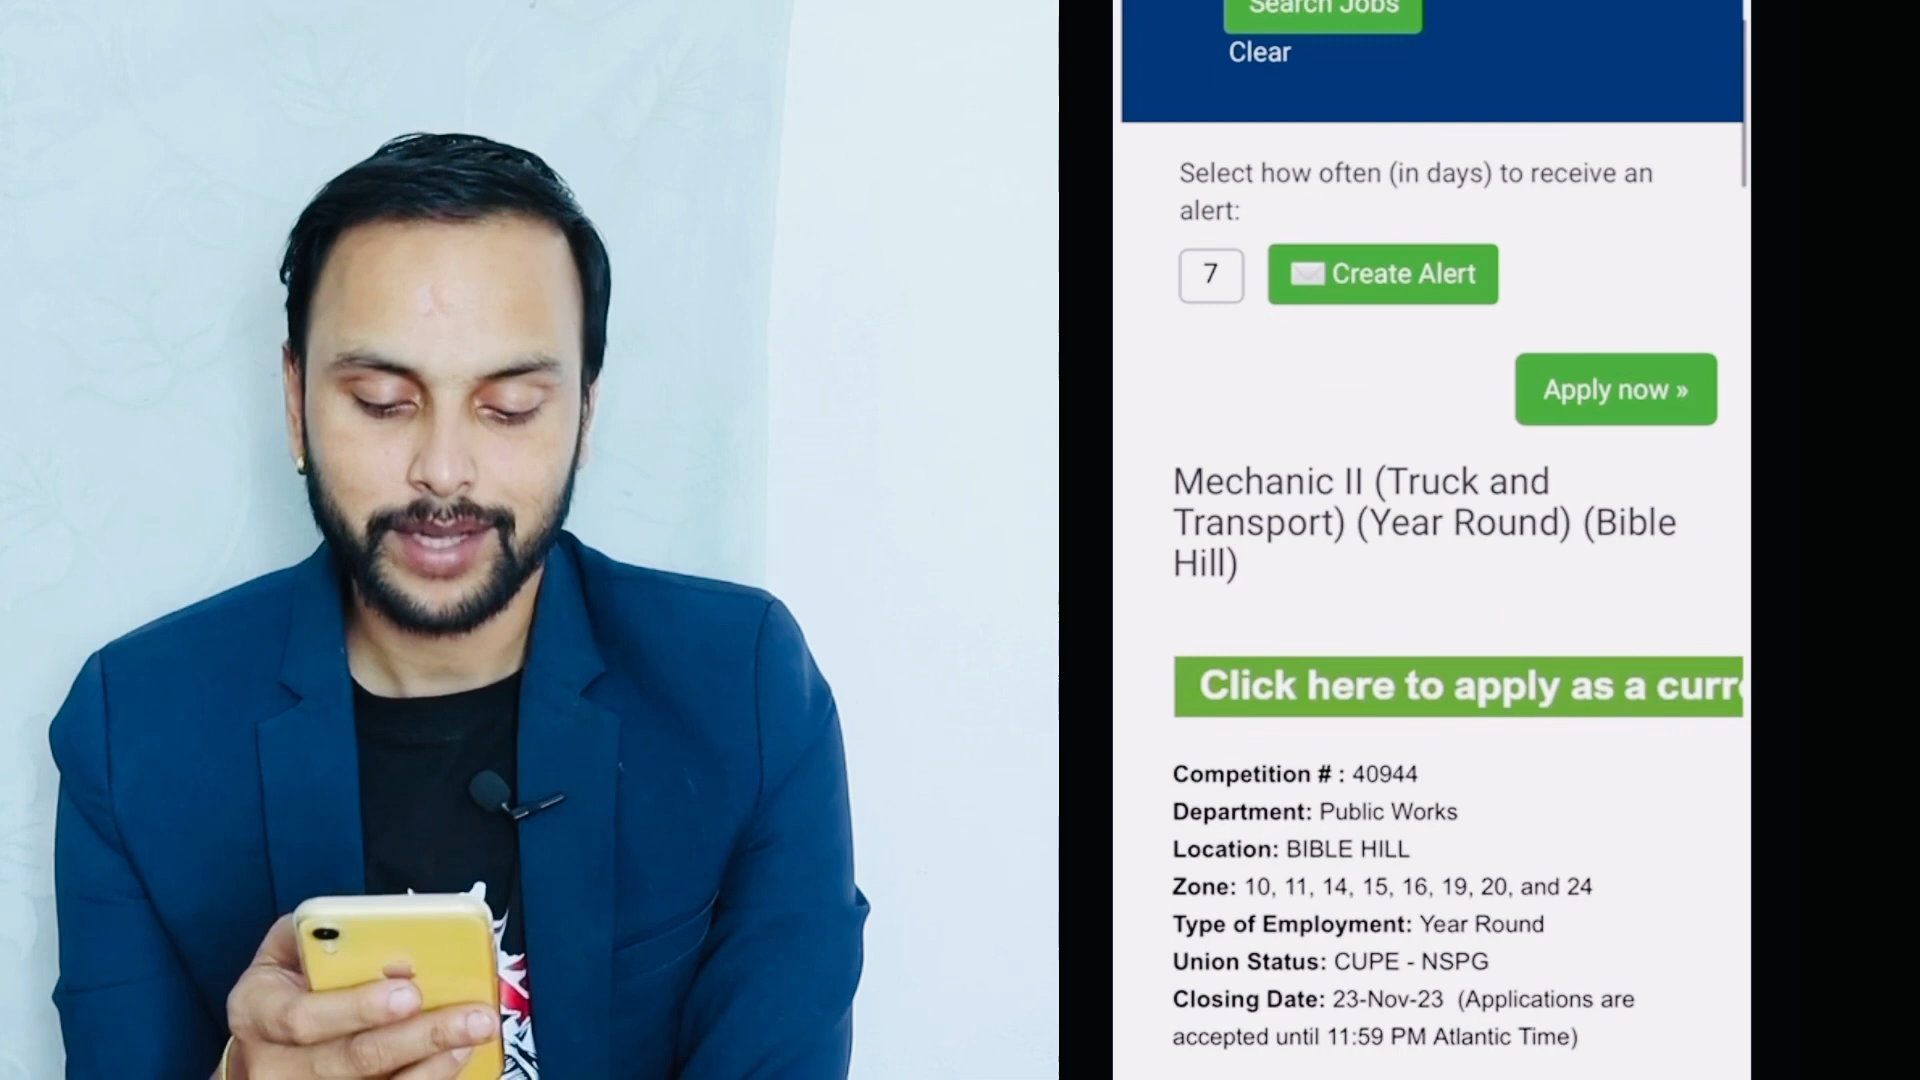 Search Jobs
Clear
Select how often (in days) to receive an
alert:
7
Create Alert
Apply now »
Mechanic II (Truck and
Transport) (Year Round) (Bible
Hill)
Click here to apply as a curr
Competition # : 40944
Department: Public Works
Location: BIBLE HILL
Zone: 10, 11, 14, 15, 16, 19, 20, and 24
Type of Employment: Year Round
Union Status: CUPE - NSPG
Closing Date: 23-Nov-23 (Applications are
accepted until 11:59 PM Atlantic Time)